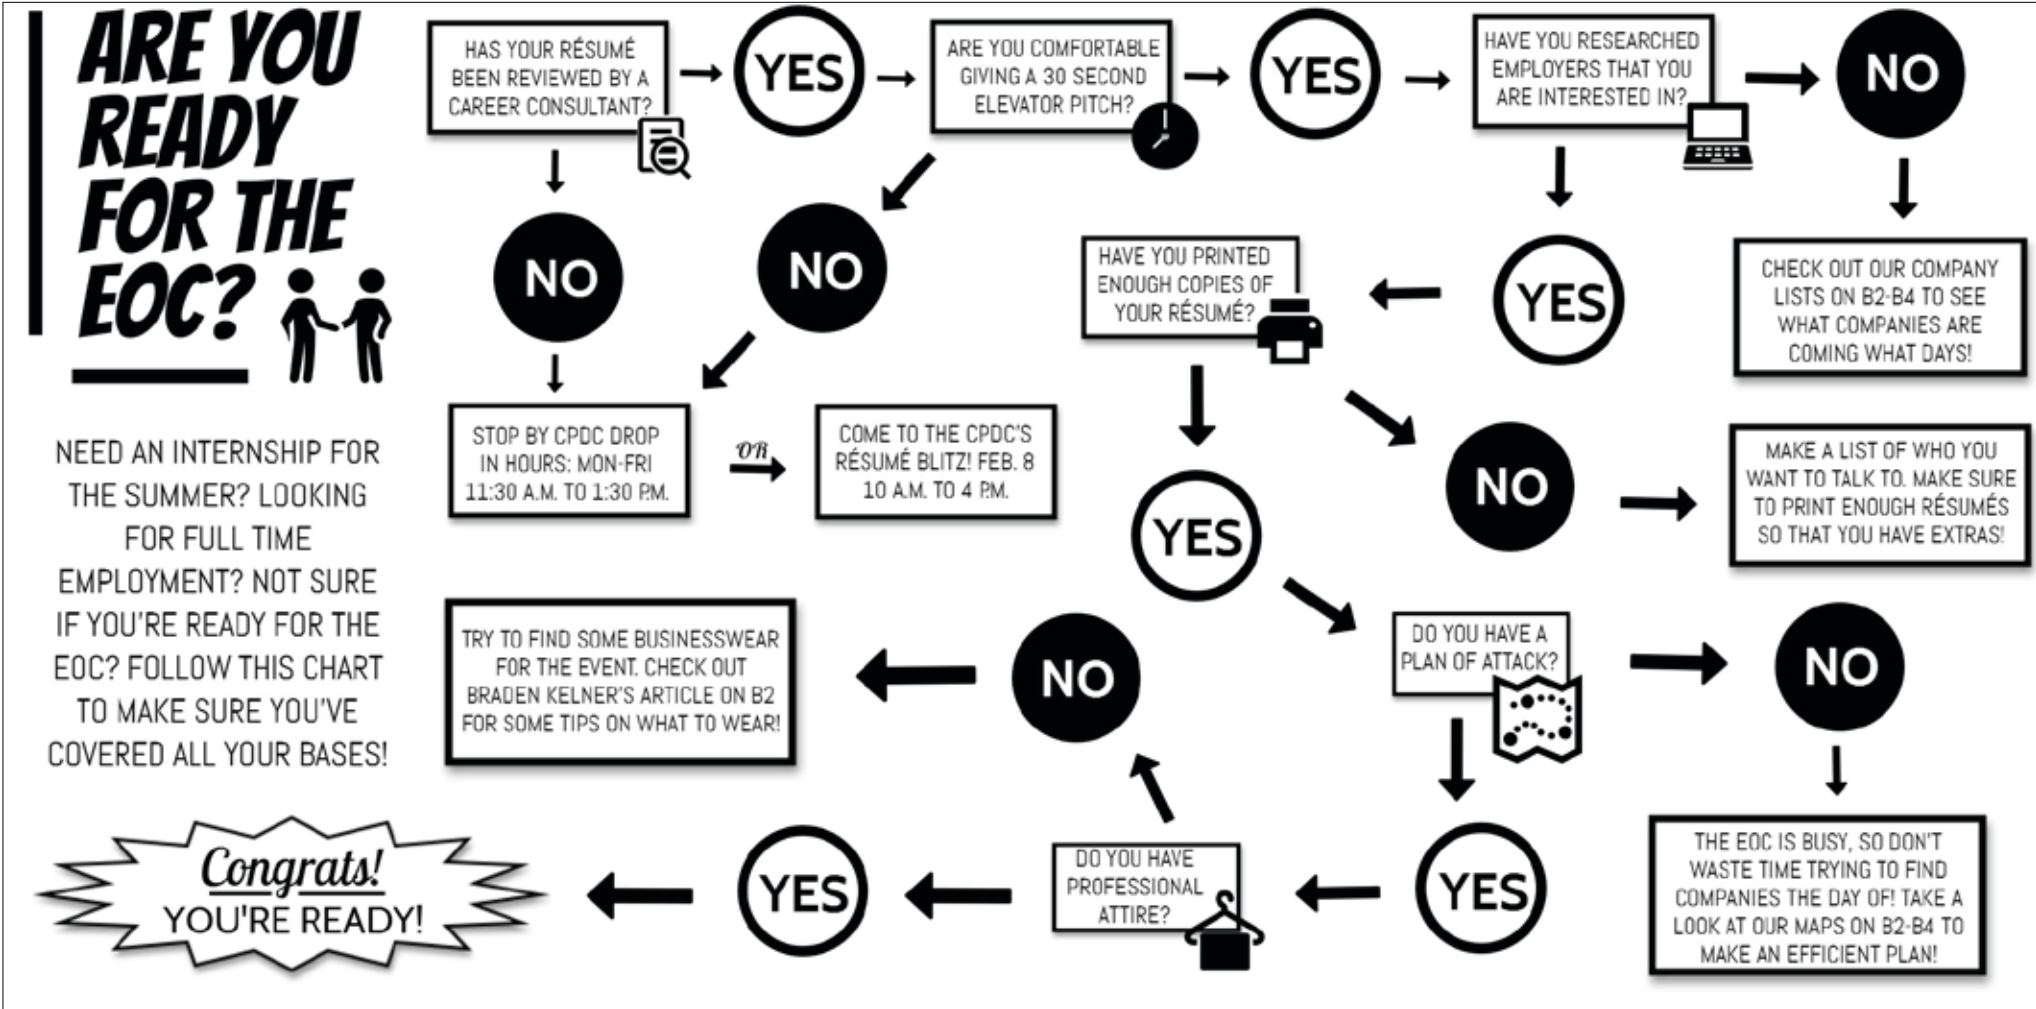 ARE YOU
READY
FOR THE
EOC?
NEED AN INTERNSHIP FOR
THE SUMMER? LOOKING
FOR FULL TIME
EMPLOYMENT? NOT SURE
IF YOU'RE READY FOR THE
EOC? FOLLOW THIS CHART
TO MAKE SURE YOU'VE
COVERED ALL YOUR BASES!
HAS YOUR RÉSUMÉ
BEEN REVIEWED BY A
CAREER CONSULTANT?
YES
ARE YOU COMFORTABLE
GIVING A 30 SECOND
ELEVATOR PITCH?
YES
HAVE YOU RESEARCHED
EMPLOYERS THAT YOU
ARE INTERESTED IN?
NO
NO
NO
STOP BY CPDC DROP
IN HOURS: MON-FRI
11:30 A.M. TO 1:30 P.M.
OR
COME TO THE CPDC'S
RÉSUMÉ BLITZ! FEB. 8
10 A.M. TO 4 P.M.
CHECK OUT OUR COMPANY
LISTS ON B2-B4 TO SEE
WHAT COMPANIES ARE
COMING WHAT DAYS!
YES
HAVE YOU PRINTED
ENOUGH COPIES OF
YOUR RÉSUMÉ?
NO
MAKE A LIST OF WHO YOU
WANT TO TALK TO. MAKE SURE
TO PRINT ENOUGH RÉSUMÉS
SO THAT YOU HAVE EXTRAS!
YES
DO YOU HAVE A
PLAN OF ATTACK?
NO
THE EOC IS BUSY, SO DON'T
WASTE TIME TRYING TO FIND
COMPANIES THE DAY OF! TAKE A
LOOK AT OUR MAPS ON B2-B4 TO
MAKE AN EFFICIENT PLAN!
YES
DO YOU HAVE
PROFESSIONAL
ATTIRE?
NO
TRY TO FIND SOME BUSINESSWEAR
FOR THE EVENT. CHECK OUT
BRADEN KELNER'S ARTICLE ON B2
FOR SOME TIPS ON WHAT TO WEAR!
YES
Congrats!
YOU'RE READY!